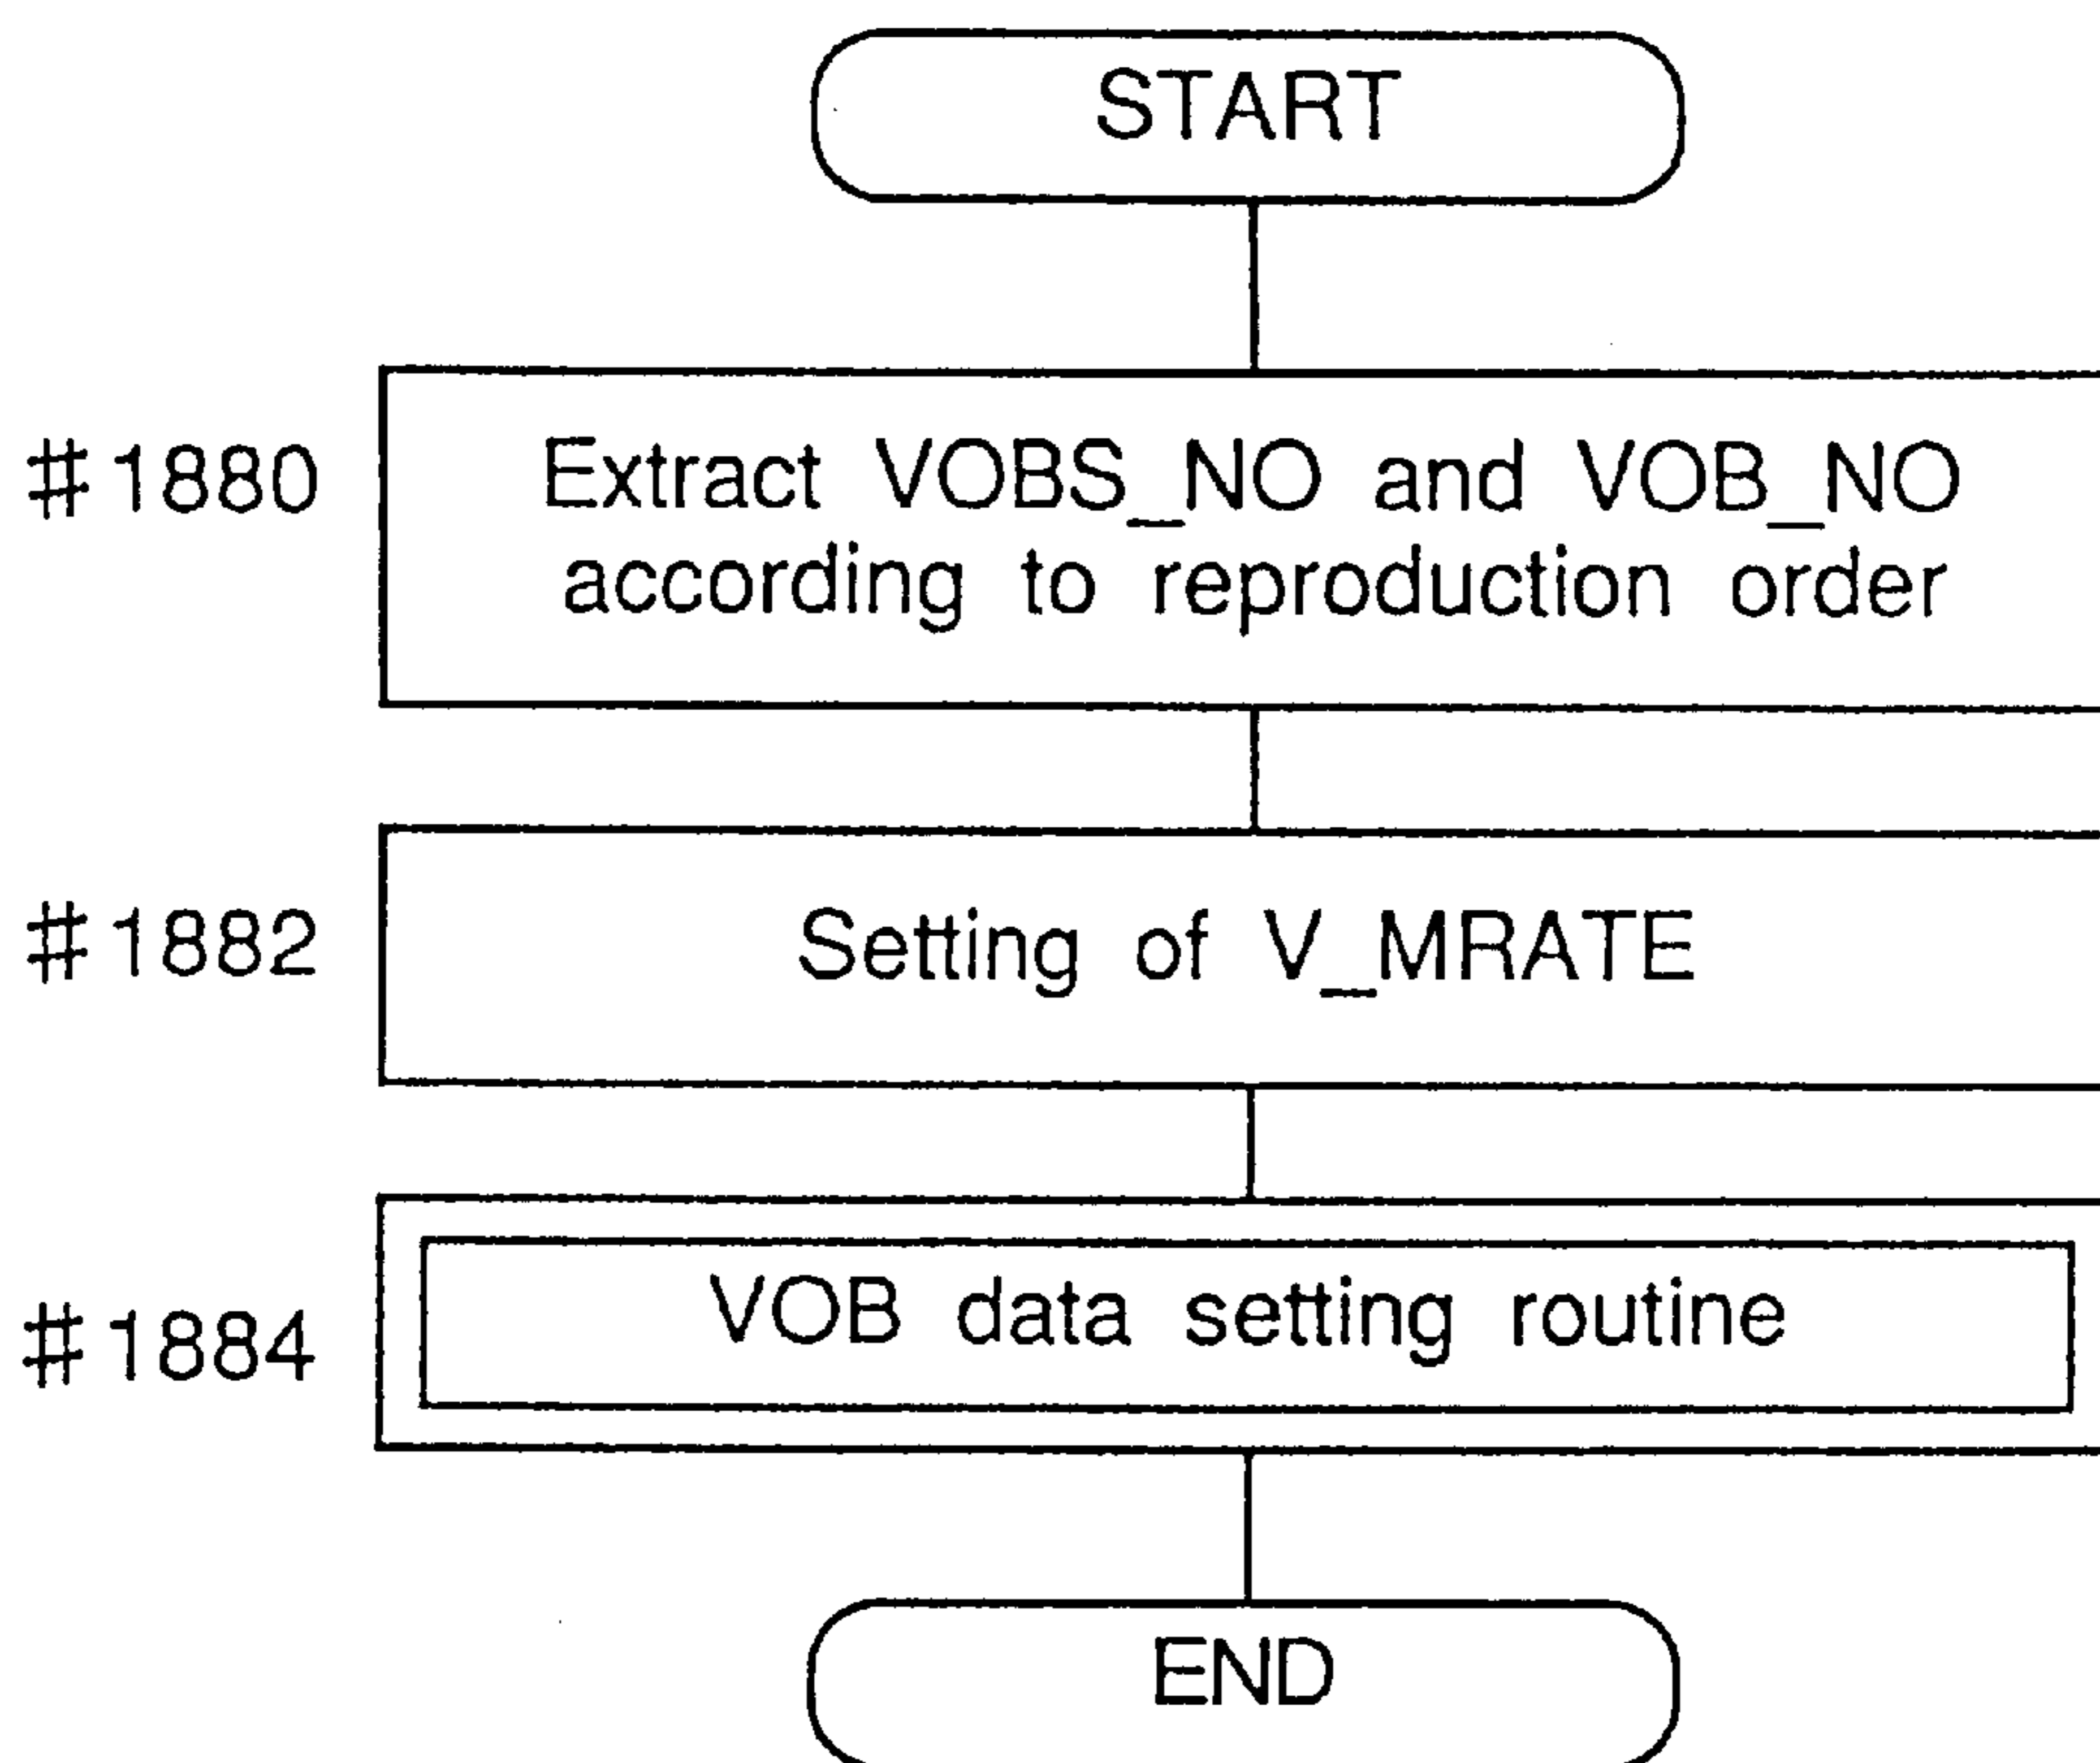 START
#1880
Extract VOBS_NO and VOB_NO
according to reproduction order
#1882
Setting of V_MRATE
#1884
VOB data setting routine
END